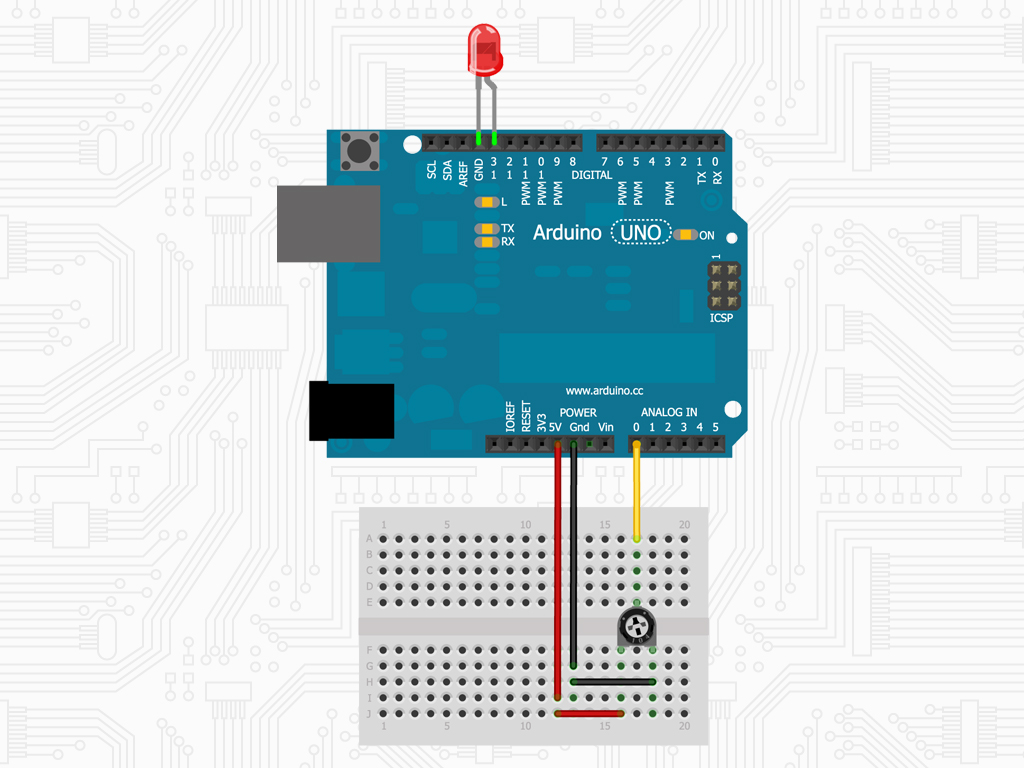 SCL SDA AREF GND 13 12 PWM 11 PWM 10 PWM 9 8 7 PWM 6 PWM 5 4 PWM 3 2 TX 1 RX 0
DIGITAL
L
TX
RX
Arduino UNO ON
1
ICSP
www.arduino.cc
POWER ANALOG IN
IOREF RESET 3V3 5V Gnd Vin 0 1 2 3 4 5
1 5 10 15 20
A
B
C
D
E
F
G
H
I
J
1 5 10 15 20